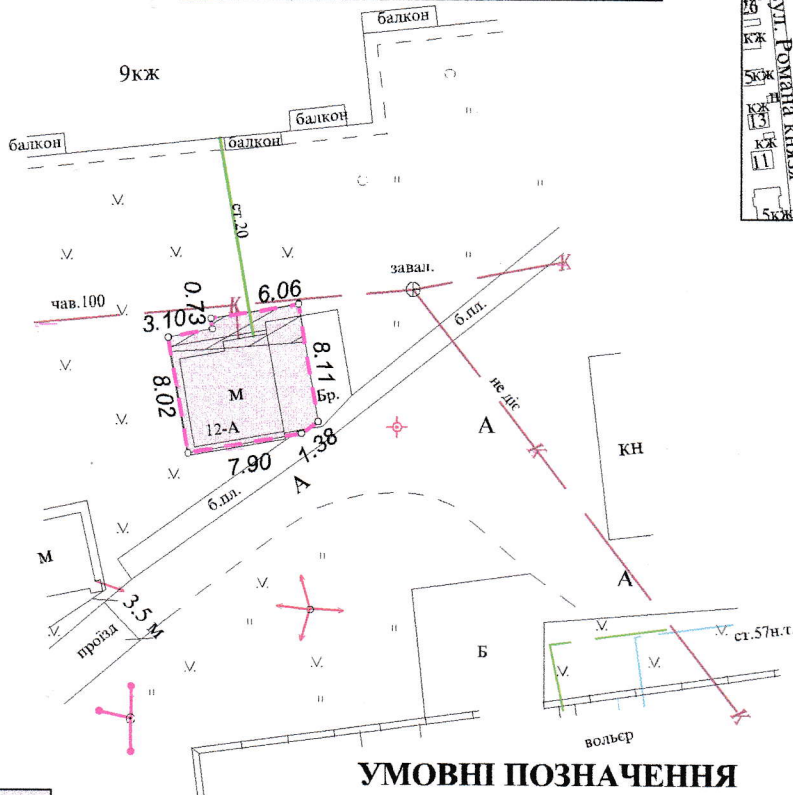 балкон
26
вул. Романа Князя
кж
9кж
5кж
н
кж
13
кж
11
5кж
балкон
балкон
балкон
ст.20
завал.
К
чав.100
К
6.06
0.73
3.10
б.пл.
8.11
8.02
М
Бр.
12-А
не діє
А
1.38
7.90
К
КН
А
б.пл.
М
А
3.5 м
проїзд
Б
ст.57н.т.
К
вольєр
УМОВНІ ПОЗНАЧЕННЯ